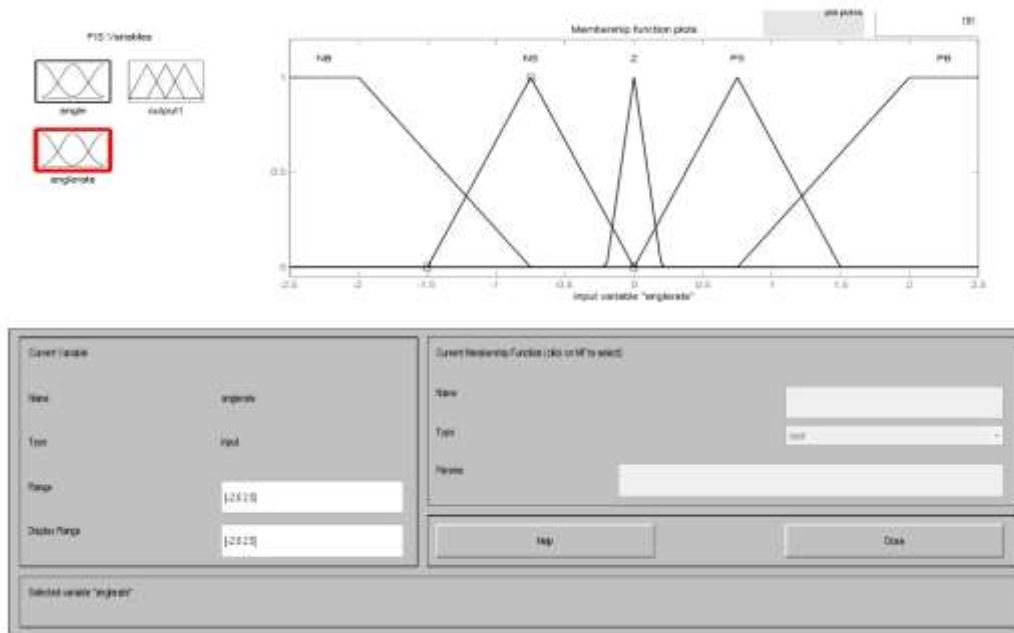 FIS Variables
angle
output1
anglerate
Membership function plots
plot points:
181
NB NS Z PS PB
1
0.5
0
-2.5 -2 -1.5 -1 -0.5 0 0.5 1 1.5 2 2.5
input variable "anglerate"
Current Variable
Name anglerate
Type input
Range [-2.5 2.5]
Display Range [-2.5 2.5]
Current Membership Function (click on MF to select)
Name
Type
Params
Help Close
Selected variable "anglerate"